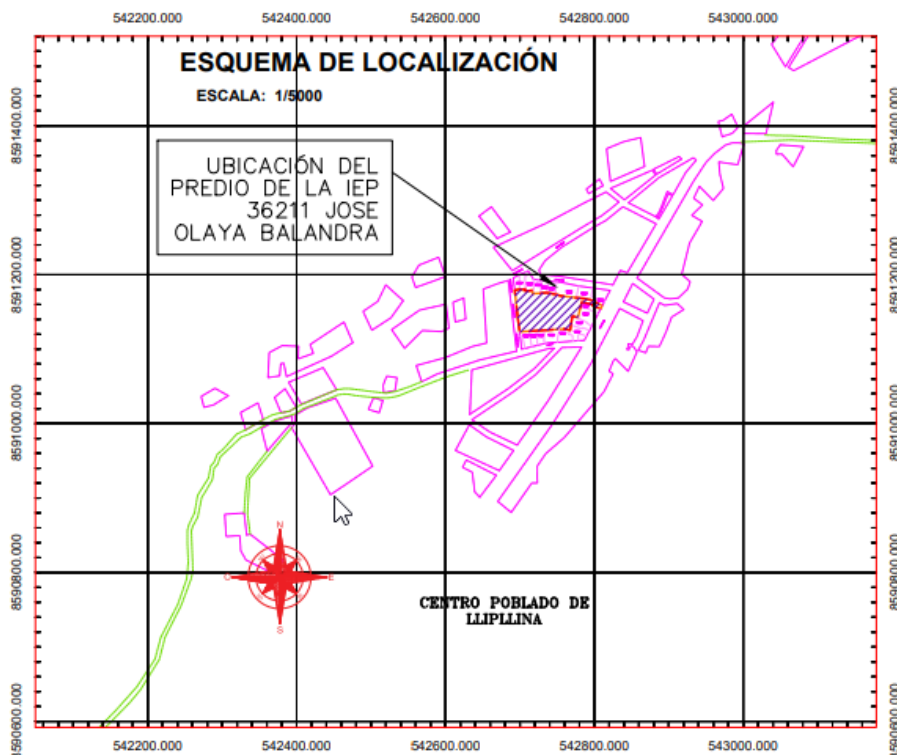 542200.000 542400.000 542600.000 542800.000 543000.000
ESQUEMA DE LOCALIZACIÓN
ESCALA: 1/5000
8591400.000 8591400.000
UBICACIÓN DEL
PREDIO DE LA IEP
36211 JOSE
OLAYA BALANDRA
8591200.000 8591200.000
8591000.000 8591000.000
N
O E
S
8590800.000 8590800.000
CENTRO POBLADO DE
LLIPLLINA
8590600.000 8590600.000
542200.000 542400.000 542600.000 542800.000 543000.000